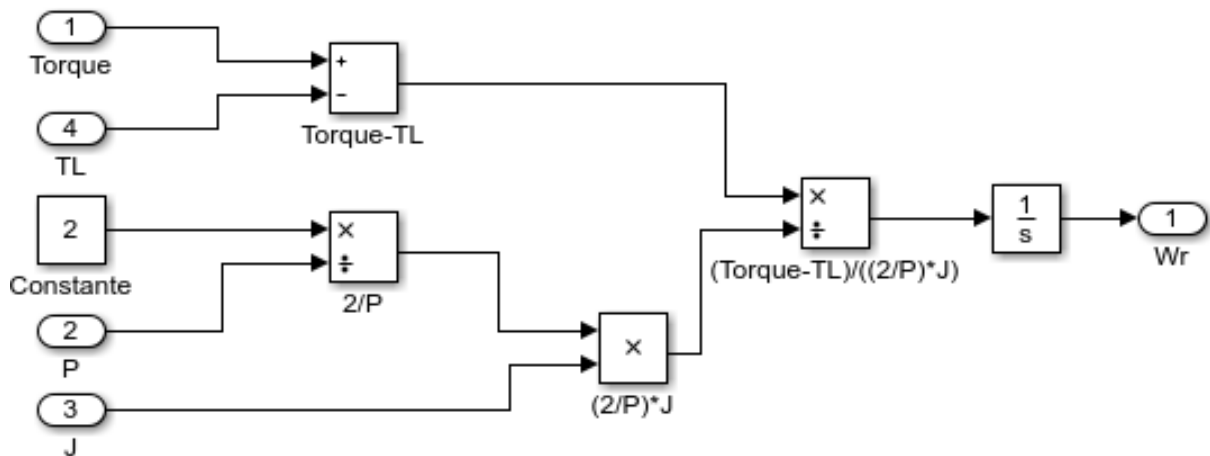 1
Torque
4
TL
2
Constante
2
P
3
J
+
−
Torque-TL
×
÷
2/P
×
(2/P)*J
×
÷
(Torque-TL)/((2/P)*J)
1
s
1
Wr